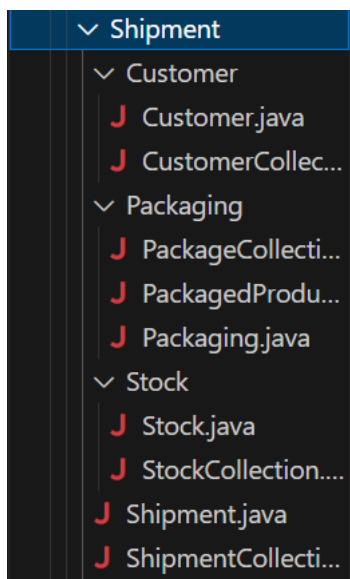 Shipment
Customer
J Customer.java
J CustomerCollec...
Packaging
J PackageCollecti...
J PackagedProdu...
J Packaging.java
Stock
J Stock.java
J StockCollection....
J Shipment.java
J ShipmentCollecti...